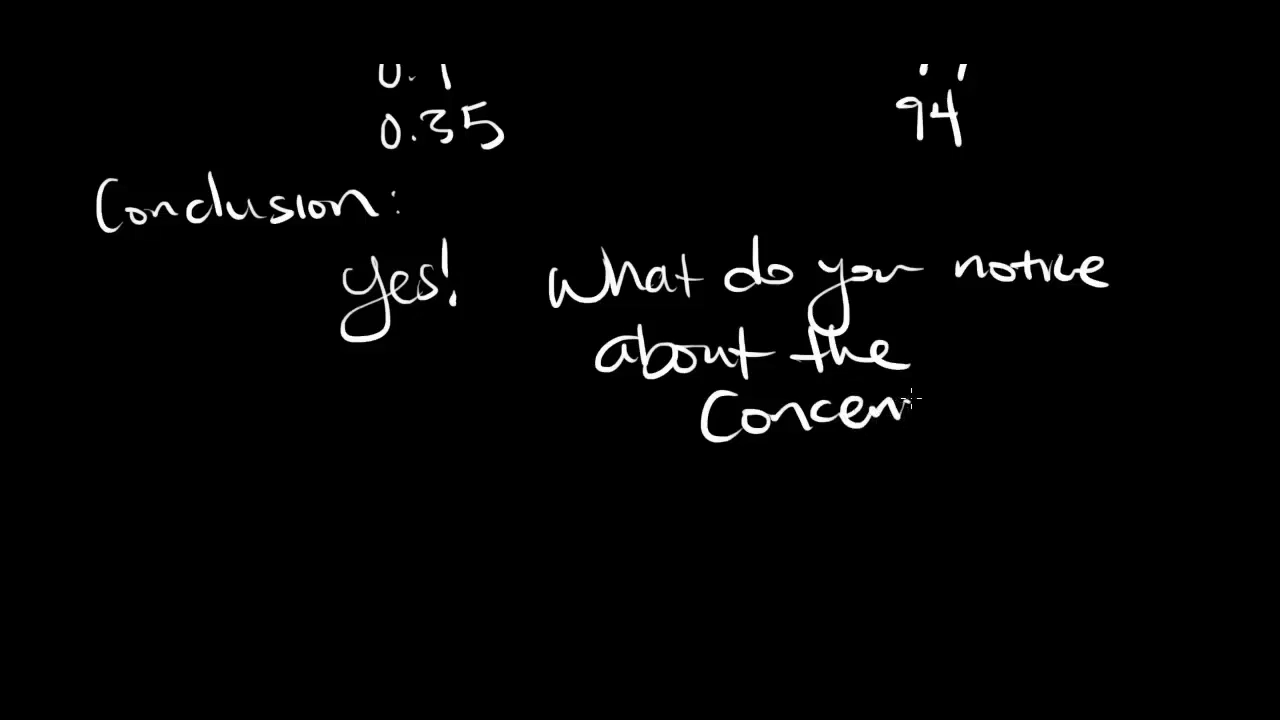 0.35 94
Conclusion:
yes! What do you notice
about the
Concen